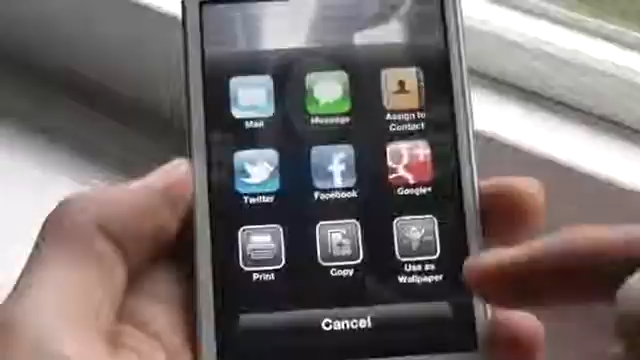 Mail
Message
Assign to
Contact
Twitter
Facebook
Google+
Print
Copy
Use as
Wallpaper
Cancel